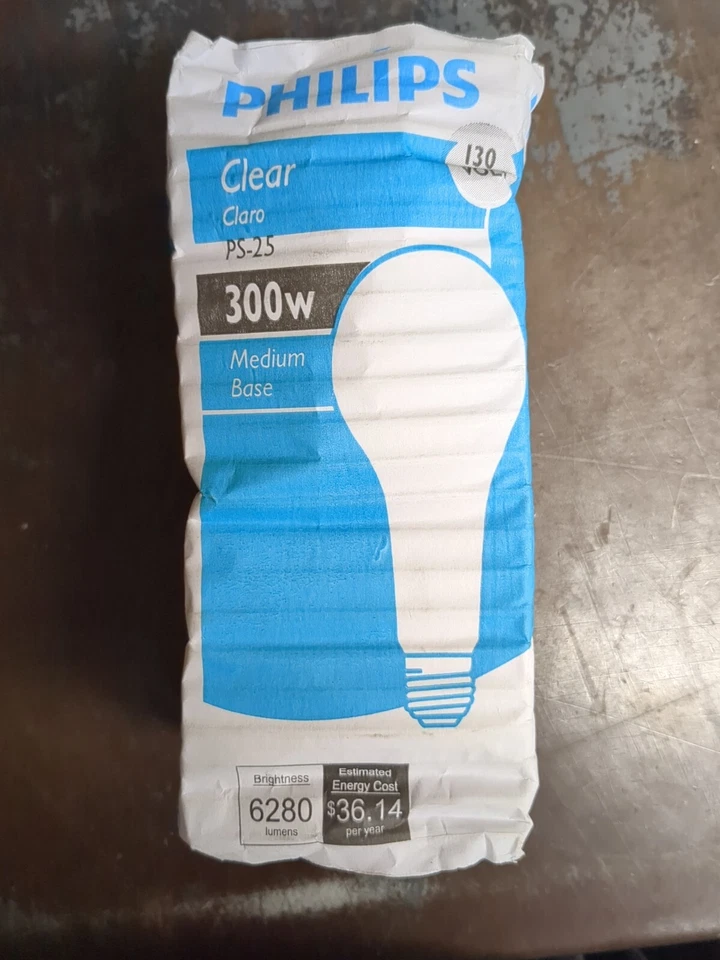 PHILIPS
130
VOLT
Clear
Claro
PS-25
300w
Medium
Base
Brightness
6280
lumens
Estimated
Energy Cost
$36.14
per year